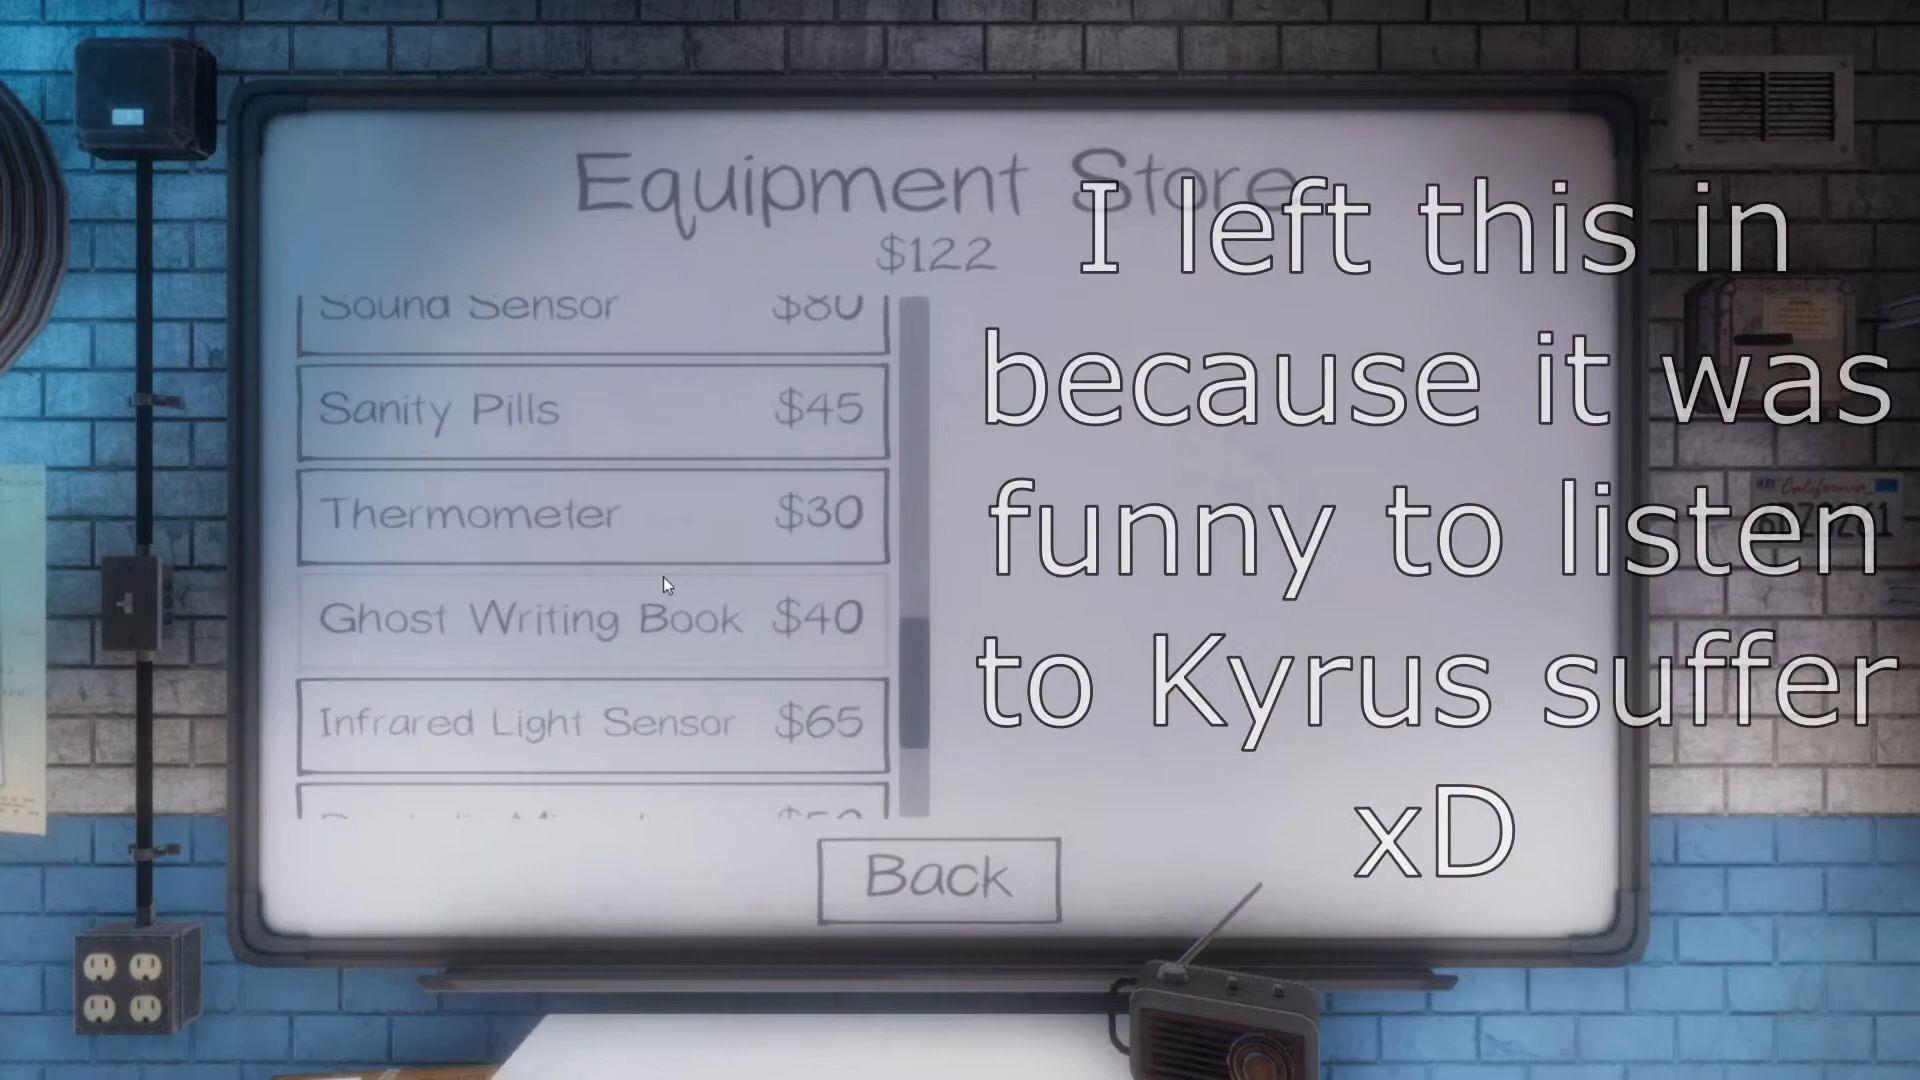 Equipment Store
$122
Sound Sensor $80
Sanity Pills $45
Thermometer $30
Ghost Writing Book $40
Infrared Light Sensor $65
Back
I left this in
because it was
funny to listen
to Kyrus suffer
xD
California